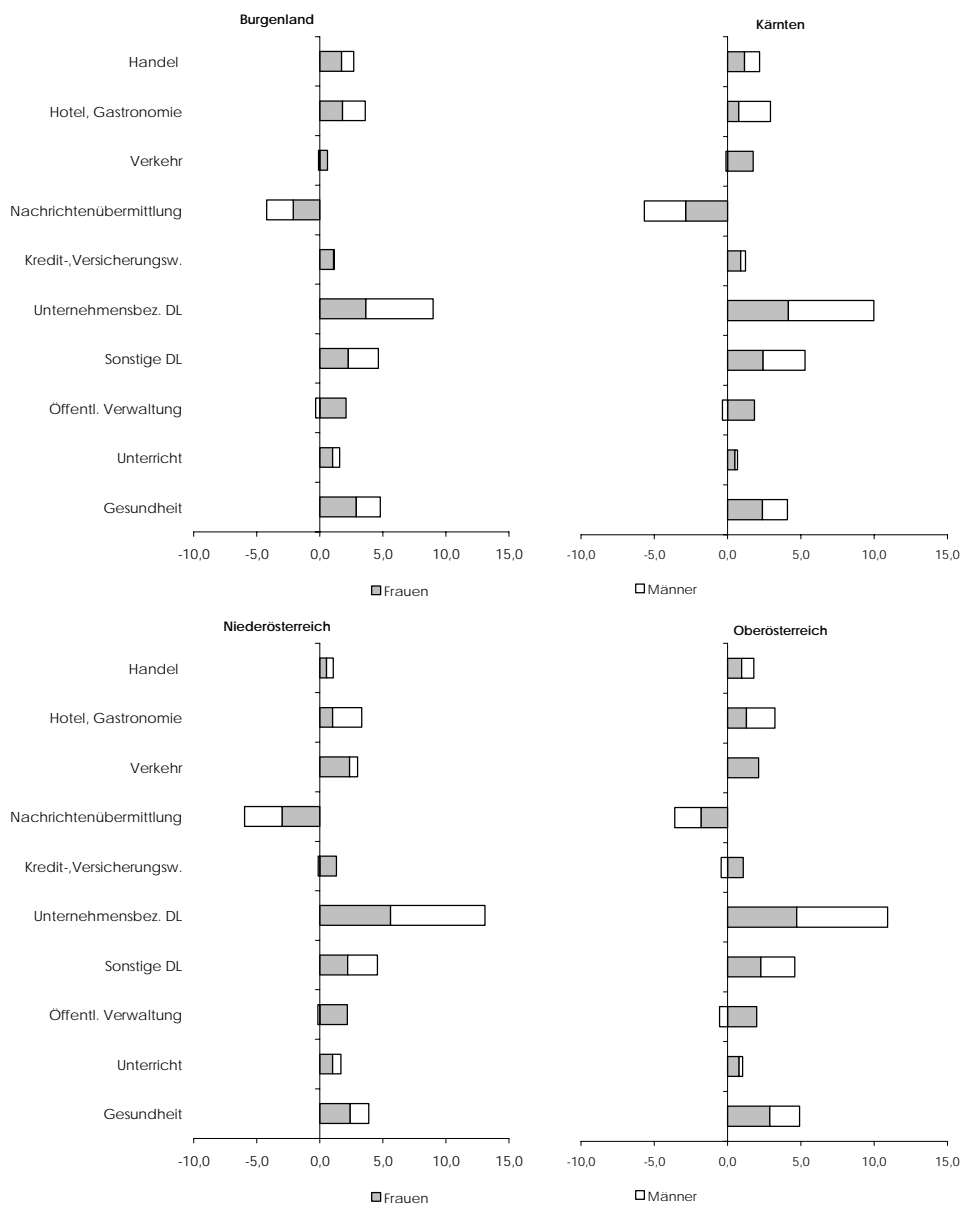 Burgenland
Handel
Hotel, Gastronomie
Verkehr
Nachrichtenübermittlung
Kredit-,Versicherungsw.
Unternehmensbez. DL
Sonstige DL
Öffentl. Verwaltung
Unterricht
Gesundheit
-10,0 -5,0 0,0 5,0 10,0 15,0
Kärnten
-10,0 -5,0 0,0 5,0 10,0 15,0
Frauen
Männer
Niederösterreich
Handel
Hotel, Gastronomie
Verkehr
Nachrichtenübermittlung
Kredit-,Versicherungsw.
Unternehmensbez. DL
Sonstige DL
Öffentl. Verwaltung
Unterricht
Gesundheit
-10,0 -5,0 0,0 5,0 10,0 15,0
Oberösterreich
-10,0 -5,0 0,0 5,0 10,0 15,0
Frauen
Männer